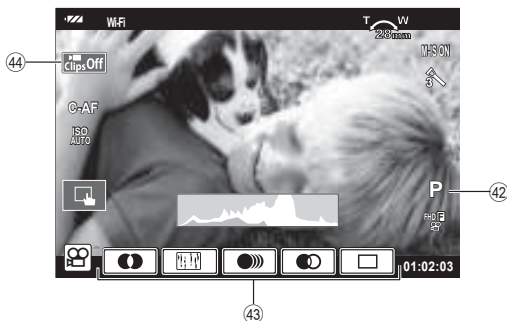 Wi-Fi
T W
28mm
44
Clips Off
M-IS ON
3
C-AF
ISO
AUTO
P
42
FHD F
01:02:03
43